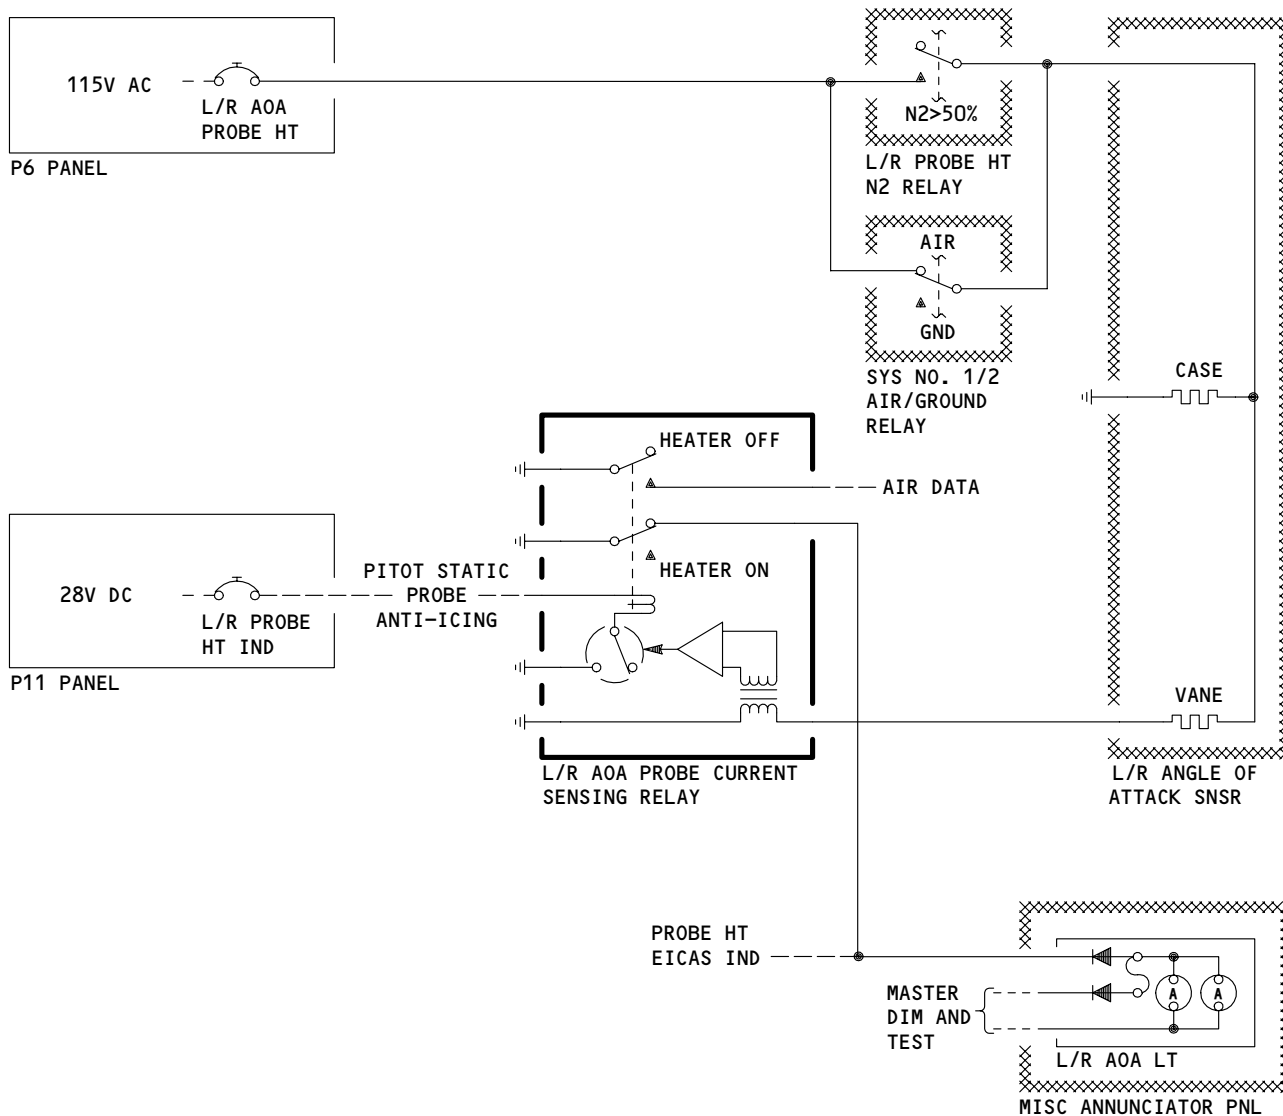 115V AC
L/R AOA
PROBE HT
P6 PANEL
N2>50%
L/R PROBE HT
N2 RELAY
AIR
GND
SYS NO. 1/2
AIR/GROUND
RELAY
CASE
HEATER OFF
AIR DATA
HEATER ON
28V DC
L/R PROBE
HT IND
P11 PANEL
PITOT STATIC
PROBE
ANTI-ICING
VANE
L/R AOA PROBE CURRENT
SENSING RELAY
L/R ANGLE OF
ATTACK SNSR
PROBE HT
EICAS IND
MASTER
DIM AND
TEST
A A
L/R AOA LT
MISC ANNUNCIATOR PNL